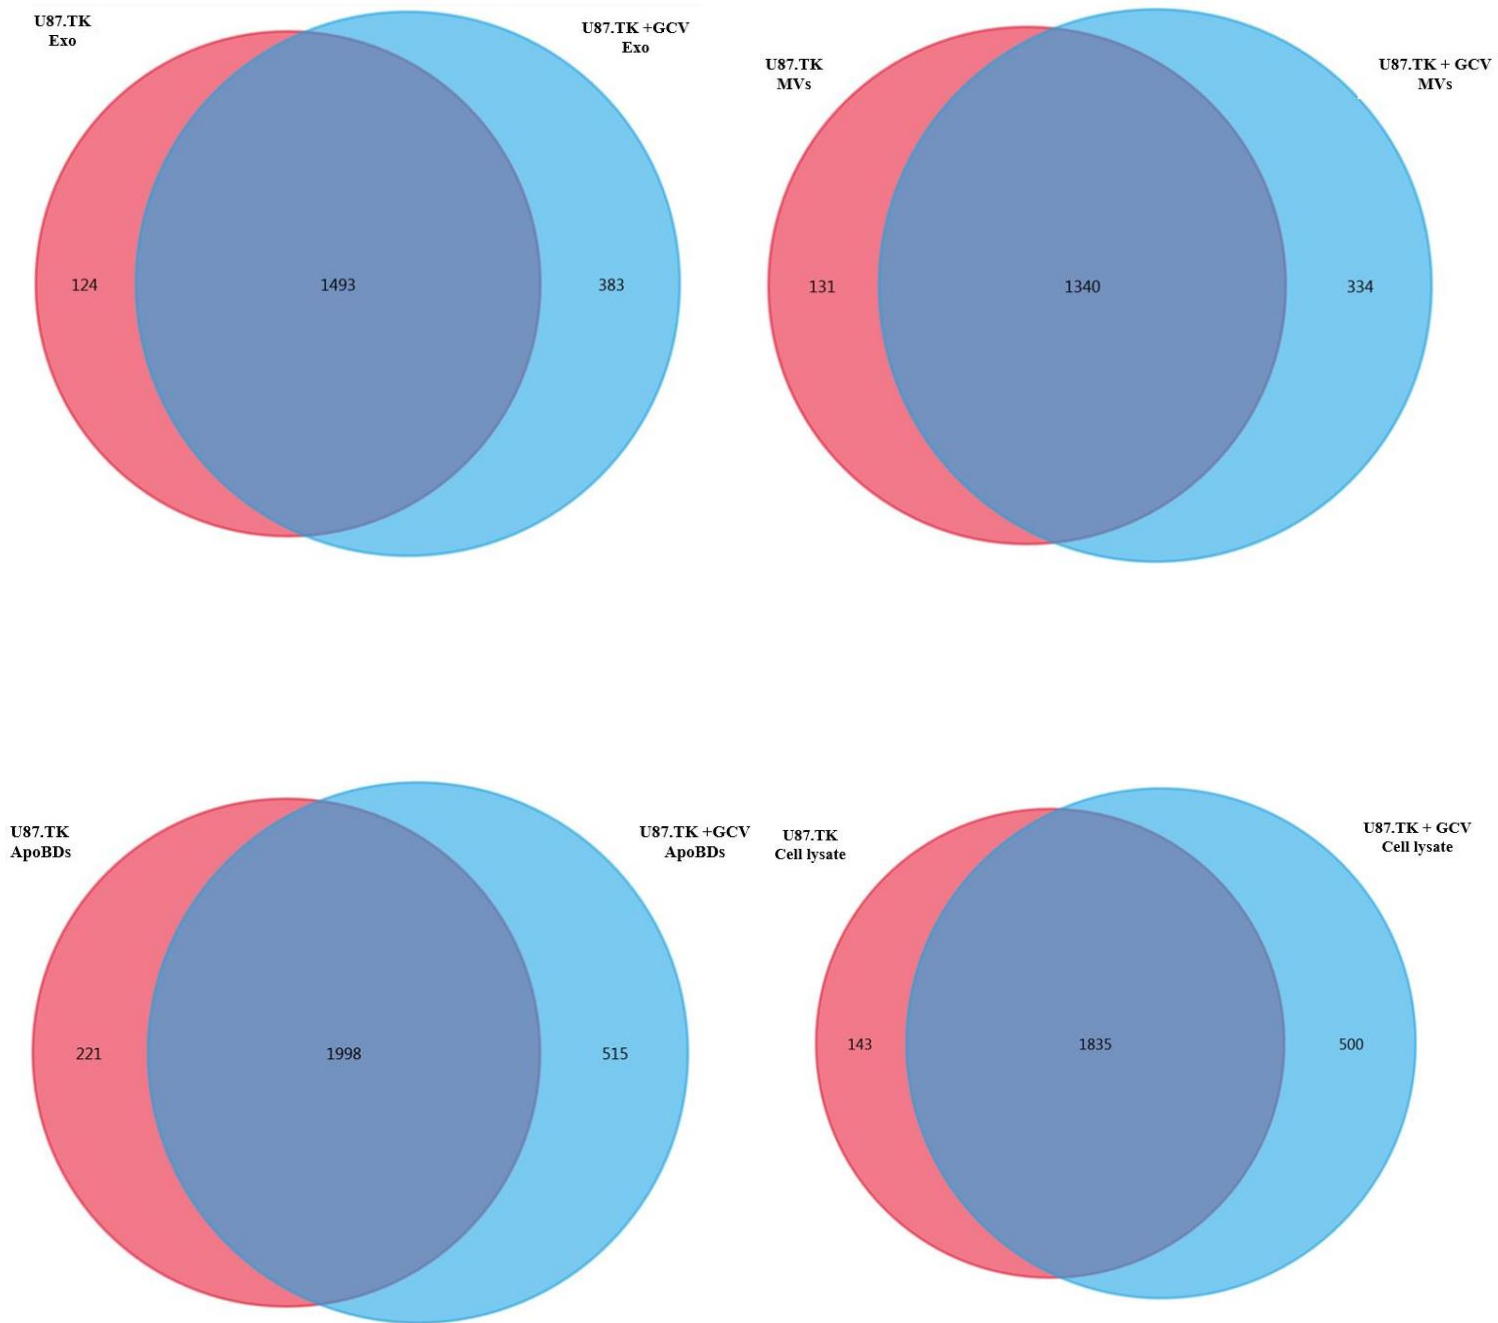 U87.TK
Exo
U87.TK +GCV
Exo
124
1493
383
U87.TK
MVs
U87.TK + GCV
MVs
131
1340
334
U87.TK
ApoBDs
U87.TK +GCV
ApoBDs
221
1998
515
U87.TK
Cell lysate
U87.TK + GCV
Cell lysate
143
1835
500